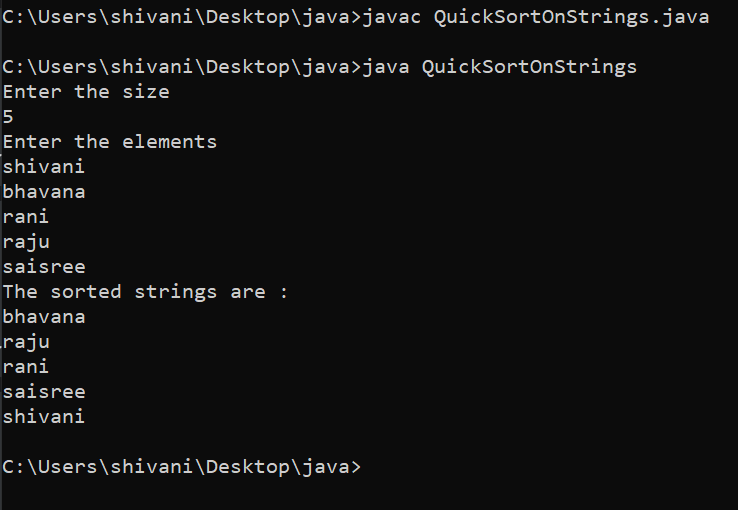 C:\Users\shivani\Desktop\java>javac QuickSortOnStrings.java
C:\Users\shivani\Desktop\java>java QuickSortOnStrings
Enter the size
5
Enter the elements
shivani
bhavana
rani
raju
saisree
The sorted strings are :
bhavana
raju
rani
saisree
shivani
C:\Users\shivani\Desktop\java>